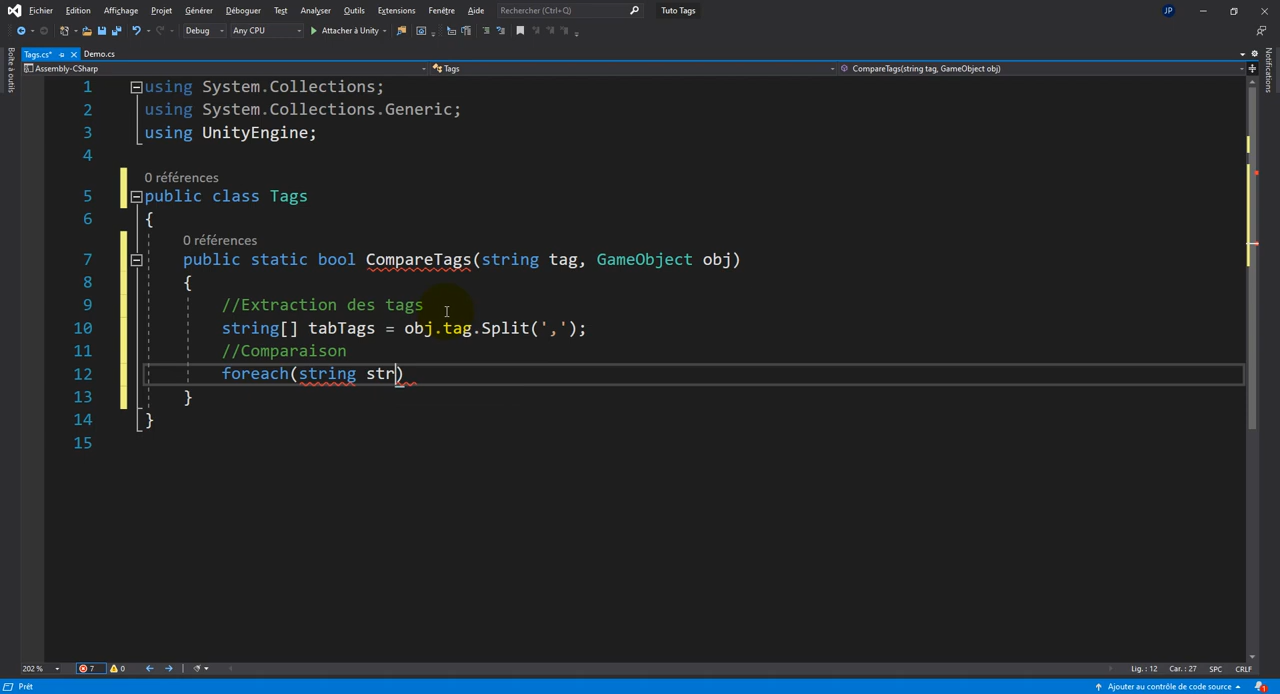 Fichier Edition Affichage Projet Générer Déboguer Test Analyser Outils Extensions Fenêtre Aide Rechercher (Ctrl+Q) Tuto Tags JP
Debug Any CPU Attacher à Unity
Boîte à outils
Notifications
Tags.cs* Demo.cs
Assembly-CSharp Tags CompareTags(string tag, GameObject obj)
1 using System.Collections;
2 using System.Collections.Generic;
3 using UnityEngine;
4
0 références
5 public class Tags
6 {
0 références
7 public static bool CompareTags(string tag, GameObject obj)
8 {
9 //Extraction des tags
10 string[] tabTags = obj.tag.Split(',');
11 //Comparaison
12 foreach(string str)
13 }
14 }
15
202 % 7 0 Lig. : 12 Car. : 27 SPC CRLF
Prêt Ajouter au contrôle de code source 1